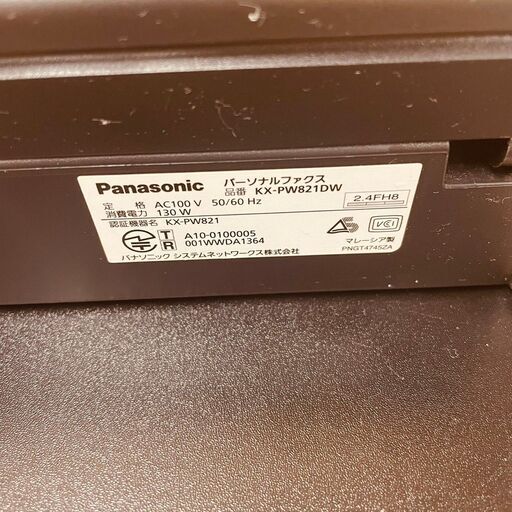 Panasonic パーソナルファクス
品番 KX-PW821DW
定 格 AC100 V 50/60 Hz
消費電力 130 W
2.4FH8
認証機器名 KX-PW821
T A10-0100005
R 001WWDA1364
VCI
マレーシア製
パナソニック システムネットワークス株式会社
PNGT4745ZA